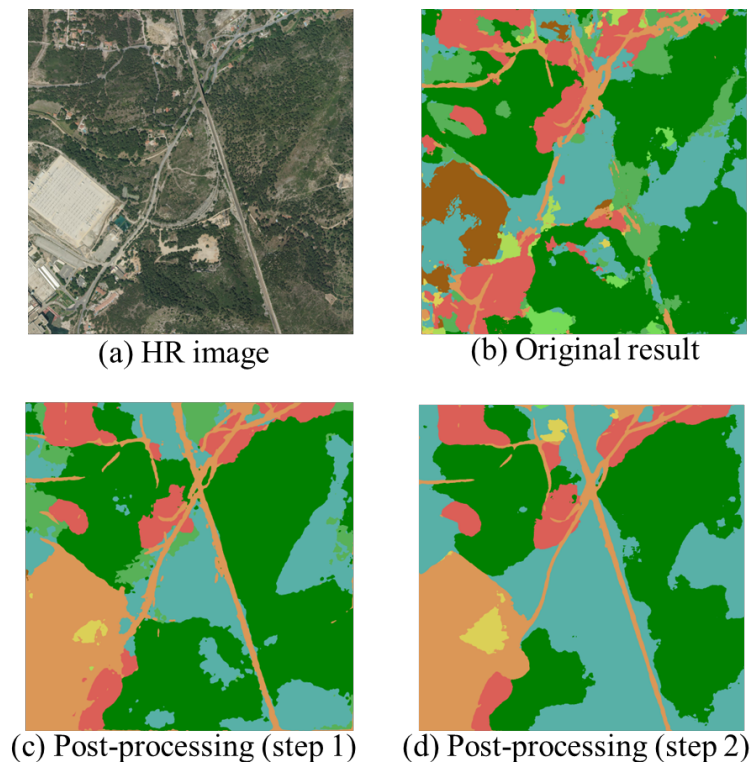 (a) HR image
(b) Original result
(c) Post-processing (step 1)
(d) Post-processing (step 2)